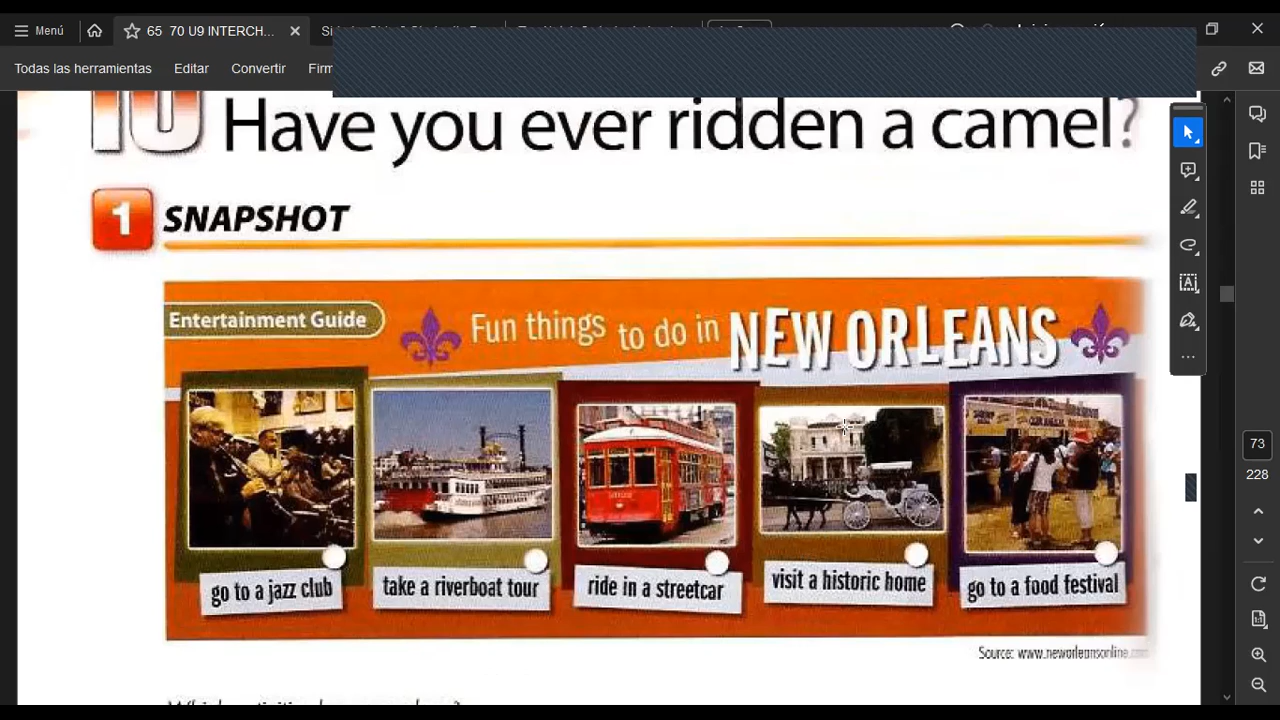 Menú
65 70 U9 INTERCH...
Todas las herramientas
Editar
Convertir
Firm
10 Have you ever ridden a camel?
1 SNAPSHOT
Entertainment Guide
Fun things to do in NEW ORLEANS
go to a jazz club
take a riverboat tour
ride in a streetcar
visit a historic home
go to a food festival
Source: www.neworleansonline.com
73
228